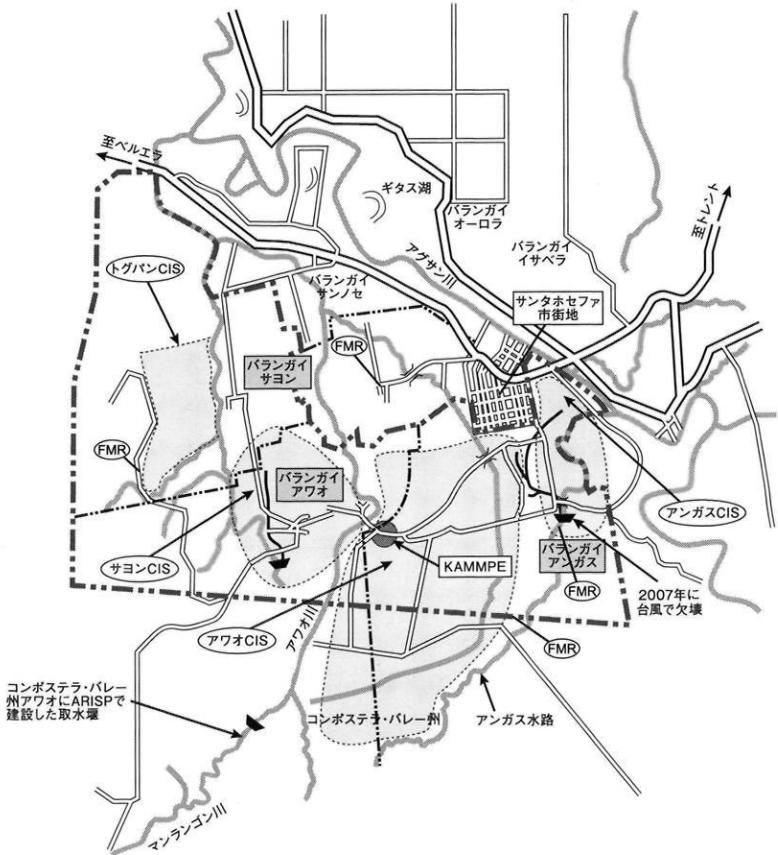 至ベルエラ
ギタス湖
バランガイ
オーロラ
至トレント
アグサン川
バランガイ
イサベラ
トグパンCIS
バランガイ
サンノセ
サンタホセファ
市街地
FMR
バランガイ
サヨン
FMR
バランガイ
アワオ
アンガスCIS
サヨンCIS
KAMMPE
バランガイ
アンガス
FMR
2007年に
台風で欠壊
アワオCIS
アワオ川
FMR
コンポステラ・バレー
州アワオにARISPで
建設した取水堰
コンポステラ・バレー州
アンガス水路
マンランゴン川